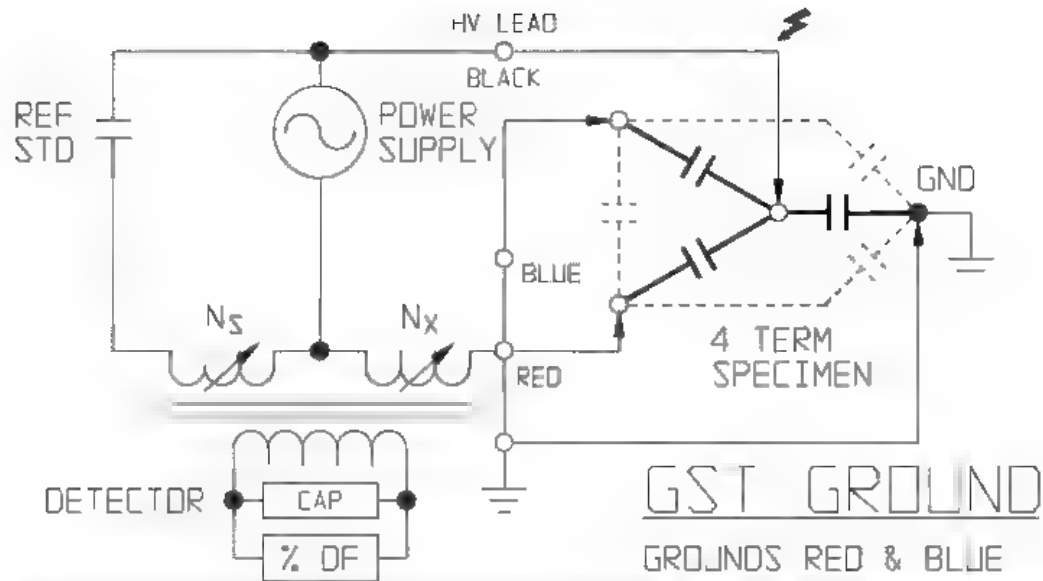 HV LEAD
BLACK
REF
STD
POWER
SUPPLY
GND
BLUE
NS
NX
RED
4 TERM
SPECIMEN
DETECTOR
CAP
% DF
GST GROUND
GROUNDS RED & BLUE